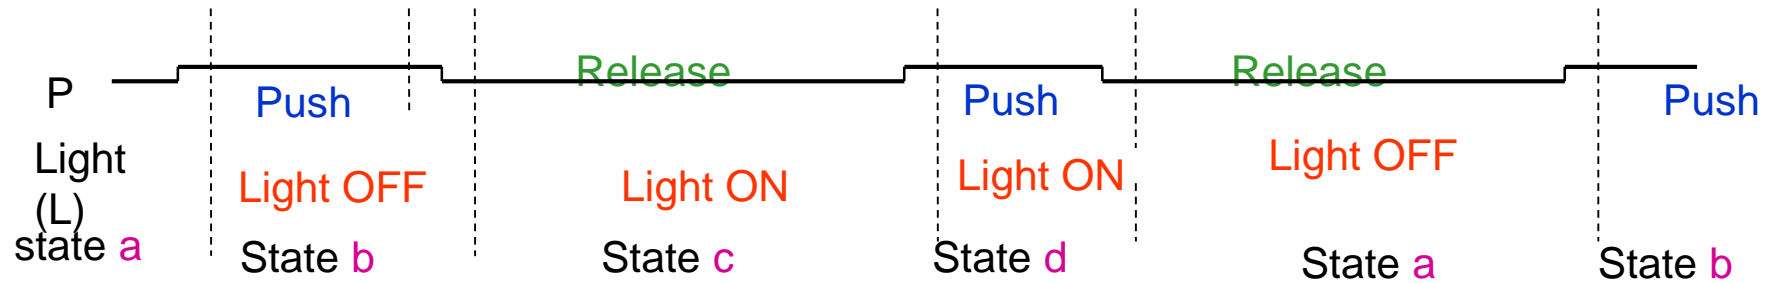 P
Push
Release
Push
Release
Push
Light
(L)
Light OFF
Light ON
Light ON
Light OFF
state a
State b
State c
State d
State a
State b